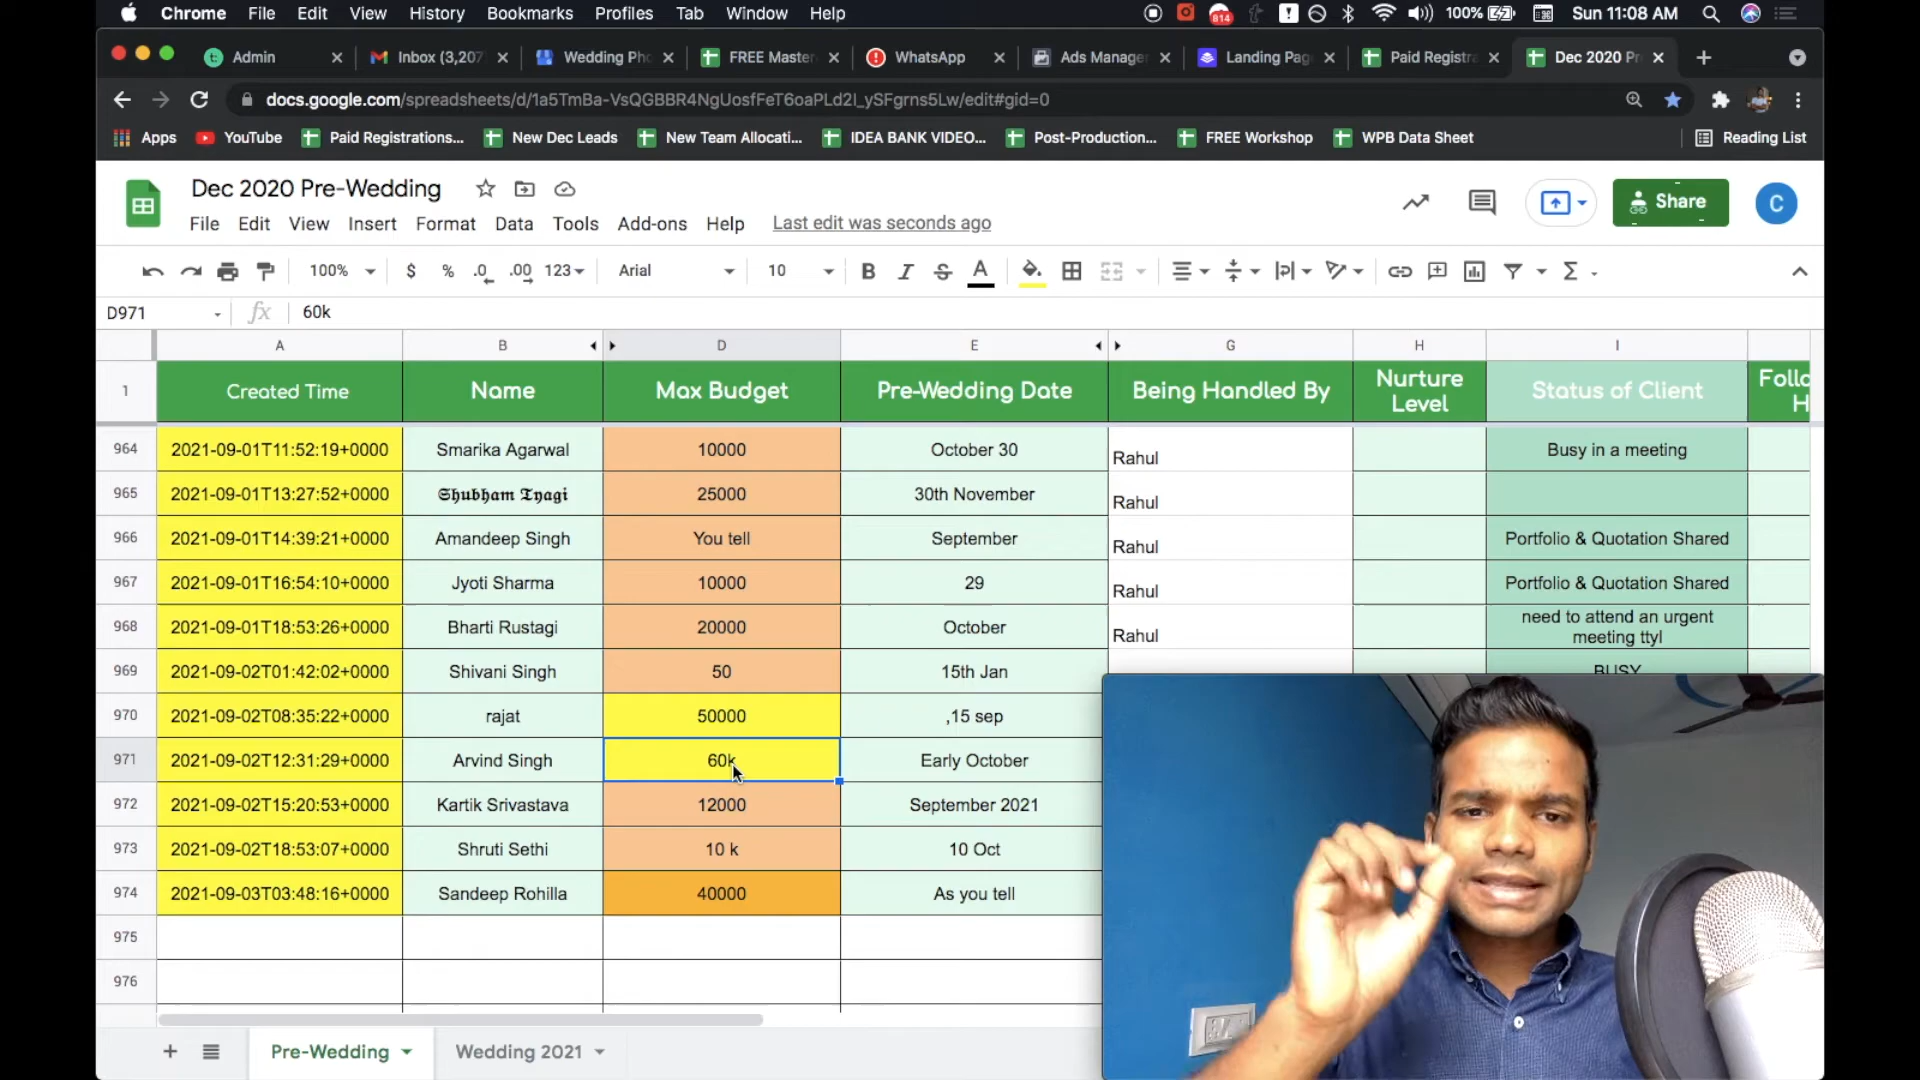 Chrome File Edit View History Bookmarks Profiles Tab Window Help 814 100% Sun 11:08 AM
Admin Inbox (3,207 Wedding Pho FREE Master WhatsApp Ads Manage Landing Pag Paid Registra Dec 2020 Pr
docs.google.com/spreadsheets/d/1a5TmBa-VsQGBBR4NgUosfFeT6oaPLd2I_ySFgrns5Lw/edit#gid=0
Apps YouTube Paid Registrations... New Dec Leads New Team Allocati... IDEA BANK VIDEO... Post-Production... FREE Workshop WPB Data Sheet Reading List
Dec 2020 Pre-Wedding
Share C
File Edit View Insert Format Data Tools Add-ons Help Last edit was seconds ago
100% $ % .0 .00 123 Arial 10 B I S A Σ
D971 fx 60k
A B D E G H I
1 Created Time Name Max Budget Pre-Wedding Date Being Handled By Nurture Level Status of Client Follo H
964 2021-09-01T11:52:19+0000 Smarika Agarwal 10000 October 30 Rahul Busy in a meeting
965 2021-09-01T13:27:52+0000 𝕾𝖍𝖚𝖇𝖍𝖆𝖒 𝕿𝖞𝖆𝖌𝖎 25000 30th November Rahul
966 2021-09-01T14:39:21+0000 Amandeep Singh You tell September Rahul Portfolio & Quotation Shared
967 2021-09-01T16:54:10+0000 Jyoti Sharma 10000 29 Rahul Portfolio & Quotation Shared
968 2021-09-01T18:53:26+0000 Bharti Rustagi 20000 October Rahul need to attend an urgent meeting ttyl
969 2021-09-02T01:42:02+0000 Shivani Singh 50 15th Jan BUSY
970 2021-09-02T08:35:22+0000 rajat 50000 ,15 sep
971 2021-09-02T12:31:29+0000 Arvind Singh 60k Early October
972 2021-09-02T15:20:53+0000 Kartik Srivastava 12000 September 2021
973 2021-09-02T18:53:07+0000 Shruti Sethi 10 k 10 Oct
974 2021-09-03T03:48:16+0000 Sandeep Rohilla 40000 As you tell
975
976
Pre-Wedding Wedding 2021